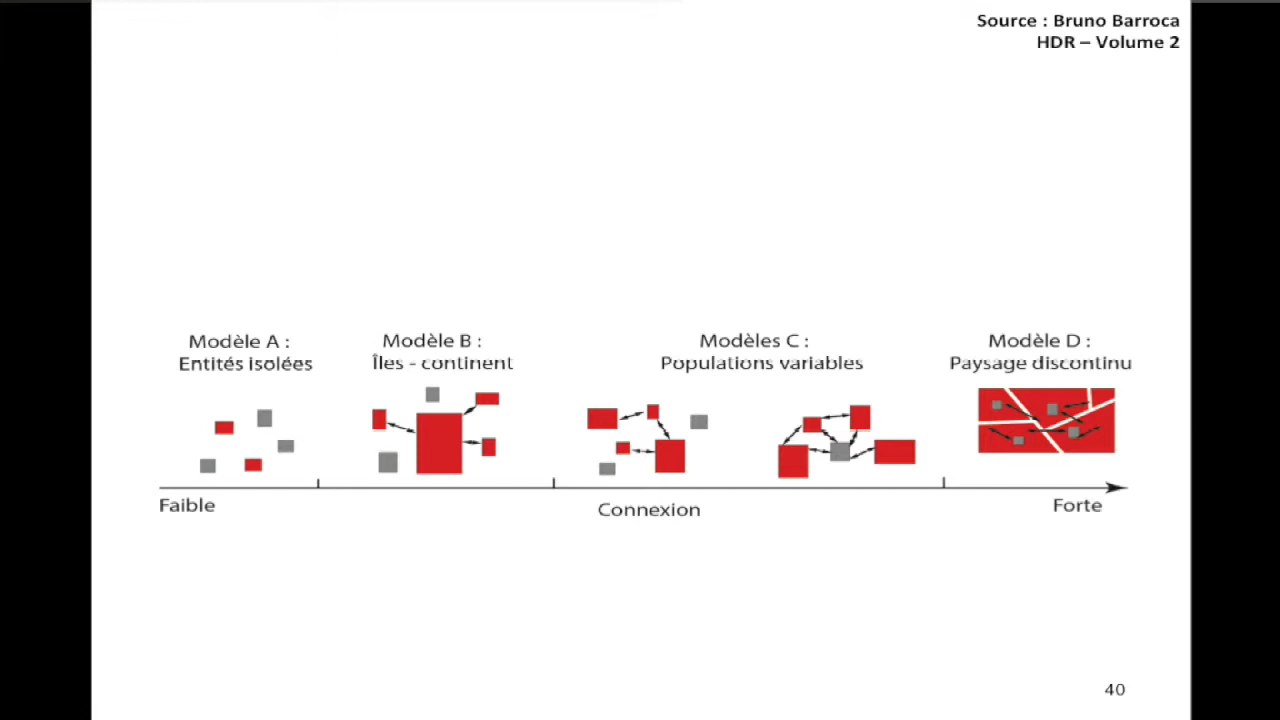 Source : Bruno Barroca
HDR – Volume 2
Modèle A :
Entités isolées
Modèle B :
Îles - continent
Modèles C :
Populations variables
Modèle D :
Paysage discontinu
Faible
Connexion
Forte
40